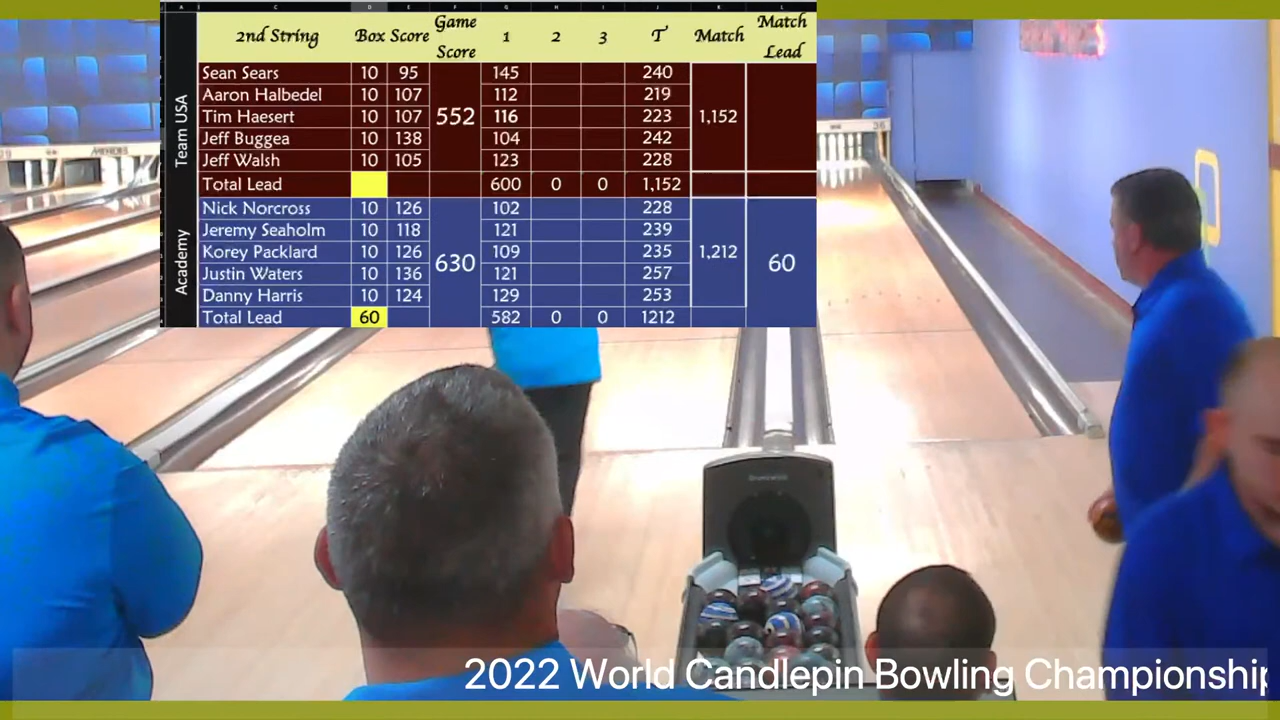 2nd String Box Score Game Score 1 2 3 T Match Match Lead
Team USA
Sean Sears 10 95 145 240
Aaron Halbedel 10 107 112 219
Tim Haesert 10 107 552 116 223 1,152
Jeff Buggea 10 138 104 242
Jeff Walsh 10 105 123 228
Total Lead 600 0 0 1,152
Academy
Nick Norcross 10 126 102 228
Jeremy Seaholm 10 118 121 239
Korey Packlard 10 126 630 109 235 1,212 60
Justin Waters 10 136 121 257
Danny Harris 10 124 129 253
Total Lead 60 582 0 0 1212
36
2022 World Candlepin Bowling Championship